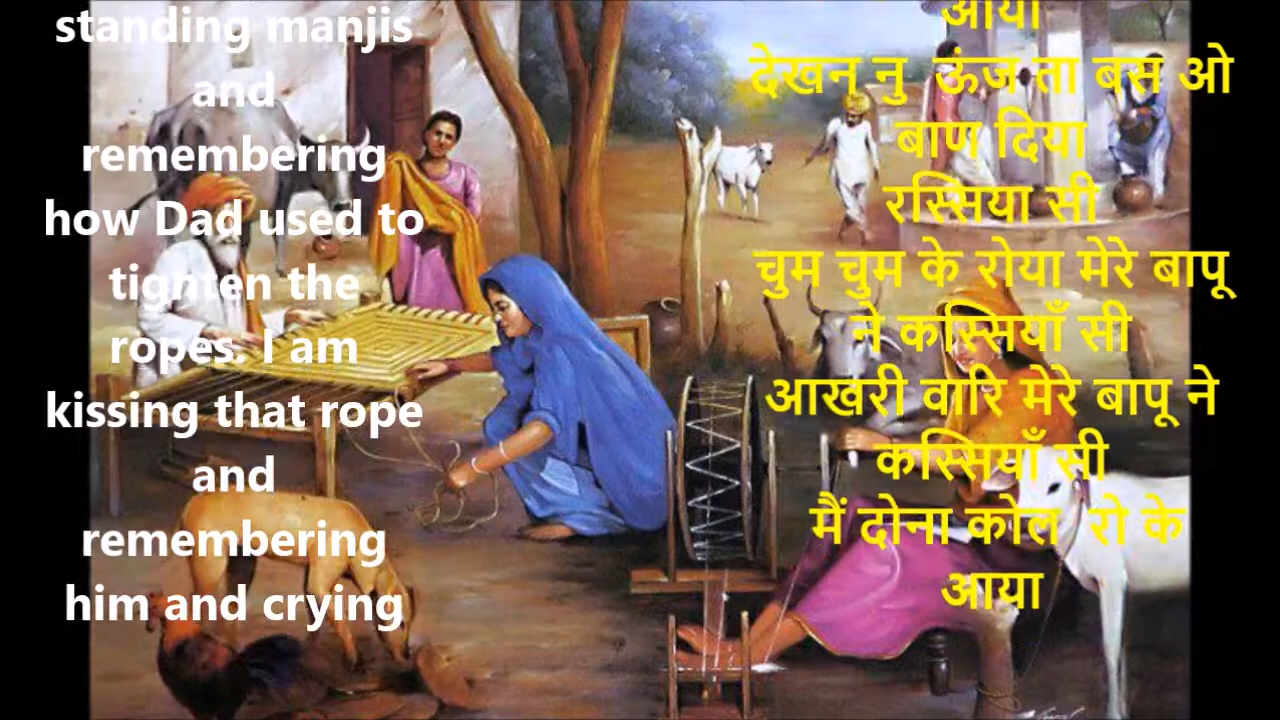 standing manjis
and
remembering
how Dad used to
tighten the
ropes. I am
kissing that rope
and
remembering
him and crying
आया
देखन नु ऊंज ता बस ओ
बाण दिया
रस्सिया सी
चुम चुम के रोया मेरे बापू
ने कस्सियाँ सी
आखरी वारि मेरे बापू ने
कस्सियाँ सी
मैं दोना कोल रो के
आया